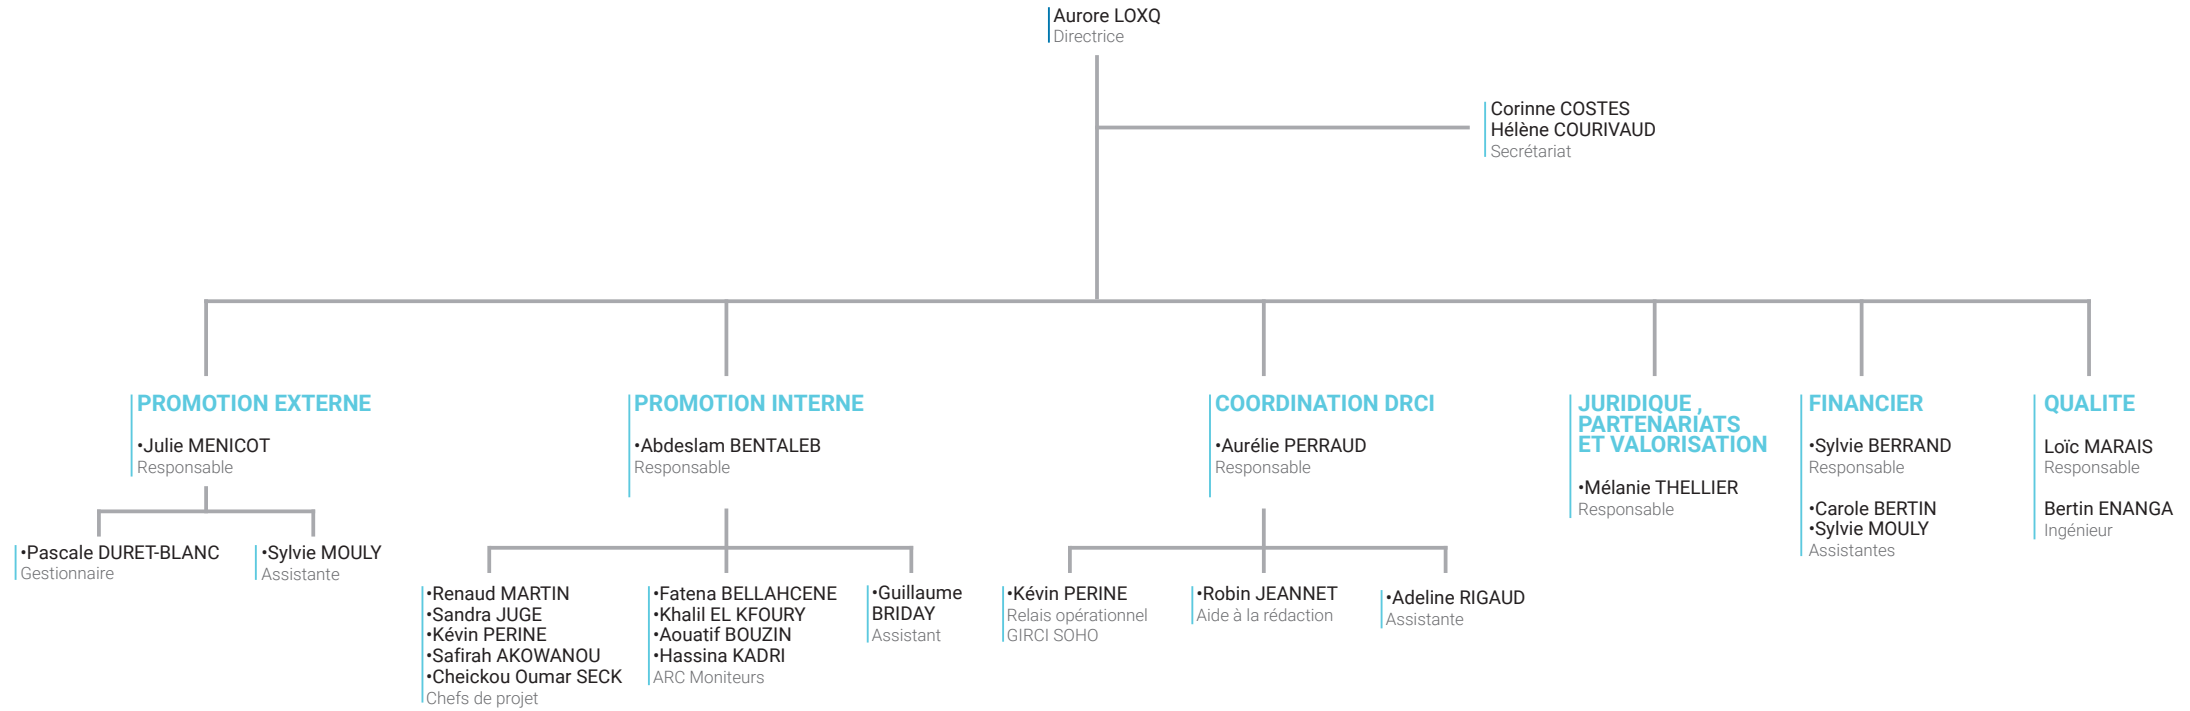 Aurore LOXQ
Directrice
Corinne COSTES
Hélène COURIVAUD
Secrétariat
PROMOTION EXTERNE
•Julie MENICOT
Responsable
•Pascale DURET-BLANC
Gestionnaire
•Sylvie MOULY
Assistante
PROMOTION INTERNE
•Abdeslam BENTALEB
Responsable
•Renaud MARTIN
•Sandra JUGE
•Kévin PERINE
•Safirah AKOWANOU
•Cheickou Oumar SECK
Chefs de projet
•Fatena BELLAHCENE
•Khalil EL KFOURY
•Aouatif BOUZIN
•Hassina KADRI
ARC Moniteurs
•Guillaume
BRIDAY
Assistant
COORDINATION DRCI
•Aurélie PERRAUD
Responsable
•Kévin PERINE
Relais opérationnel
GIRCI SOHO
•Robin JEANNET
Aide à la rédaction
•Adeline RIGAUD
Assistante
JURIDIQUE ,
PARTENARIATS
ET VALORISATION
•Mélanie THELLIER
Responsable
FINANCIER
•Sylvie BERRAND
Responsable
•Carole BERTIN
•Sylvie MOULY
Assistantes
QUALITE
Loïc MARAIS
Responsable
Bertin ENANGA
Ingénieur